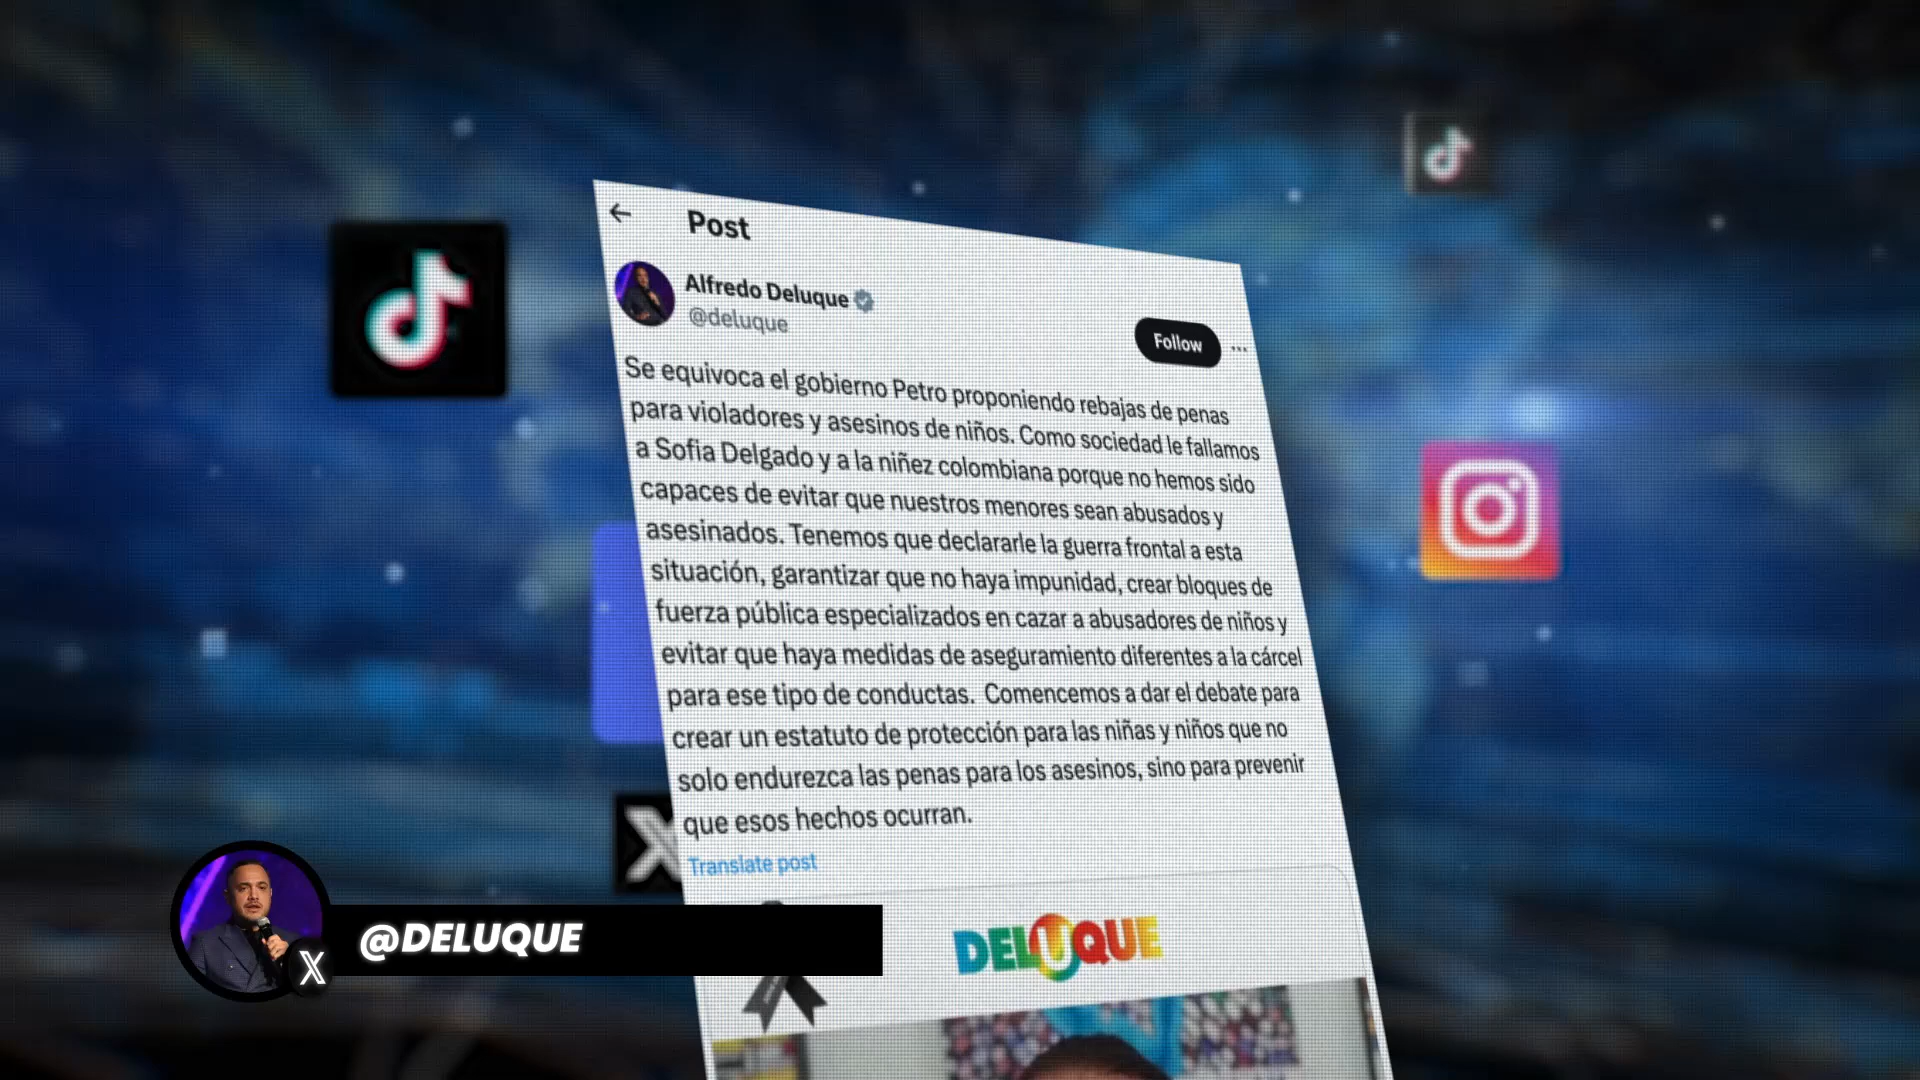 Post
Alfredo Deluque
@deluque
Follow
Se equivoca el gobierno Petro proponiendo rebajas de penas
para violadores y asesinos de niños. Como sociedad le fallamos
a Sofia Delgado y a la niñez colombiana porque no hemos sido
capaces de evitar que nuestros menores sean abusados y
asesinados. Tenemos que declararle la guerra frontal a esta
situación, garantizar que no haya impunidad, crear bloques de
fuerza pública especializados en cazar a abusadores de niños y
evitar que haya medidas de aseguramiento diferentes a la cárcel
para ese tipo de conductas. Comencemos a dar el debate para
crear un estatuto de protección para las niñas y niños que no
solo endurezca las penas para los asesinos, sino para prevenir
que esos hechos ocurran.
Translate post
DELUQUE
@DELUQUE